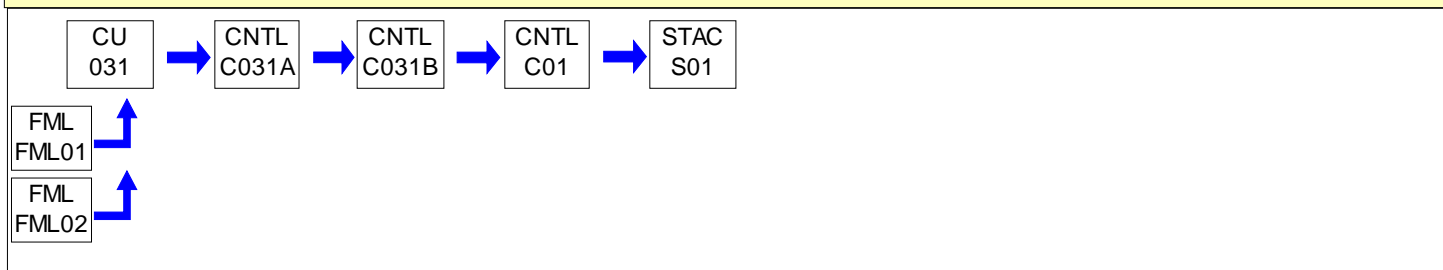 CU
031
CNTL
C031A
CNTL
C031B
CNTL
C01
STAC
S01
FML
FML01
FML
FML02